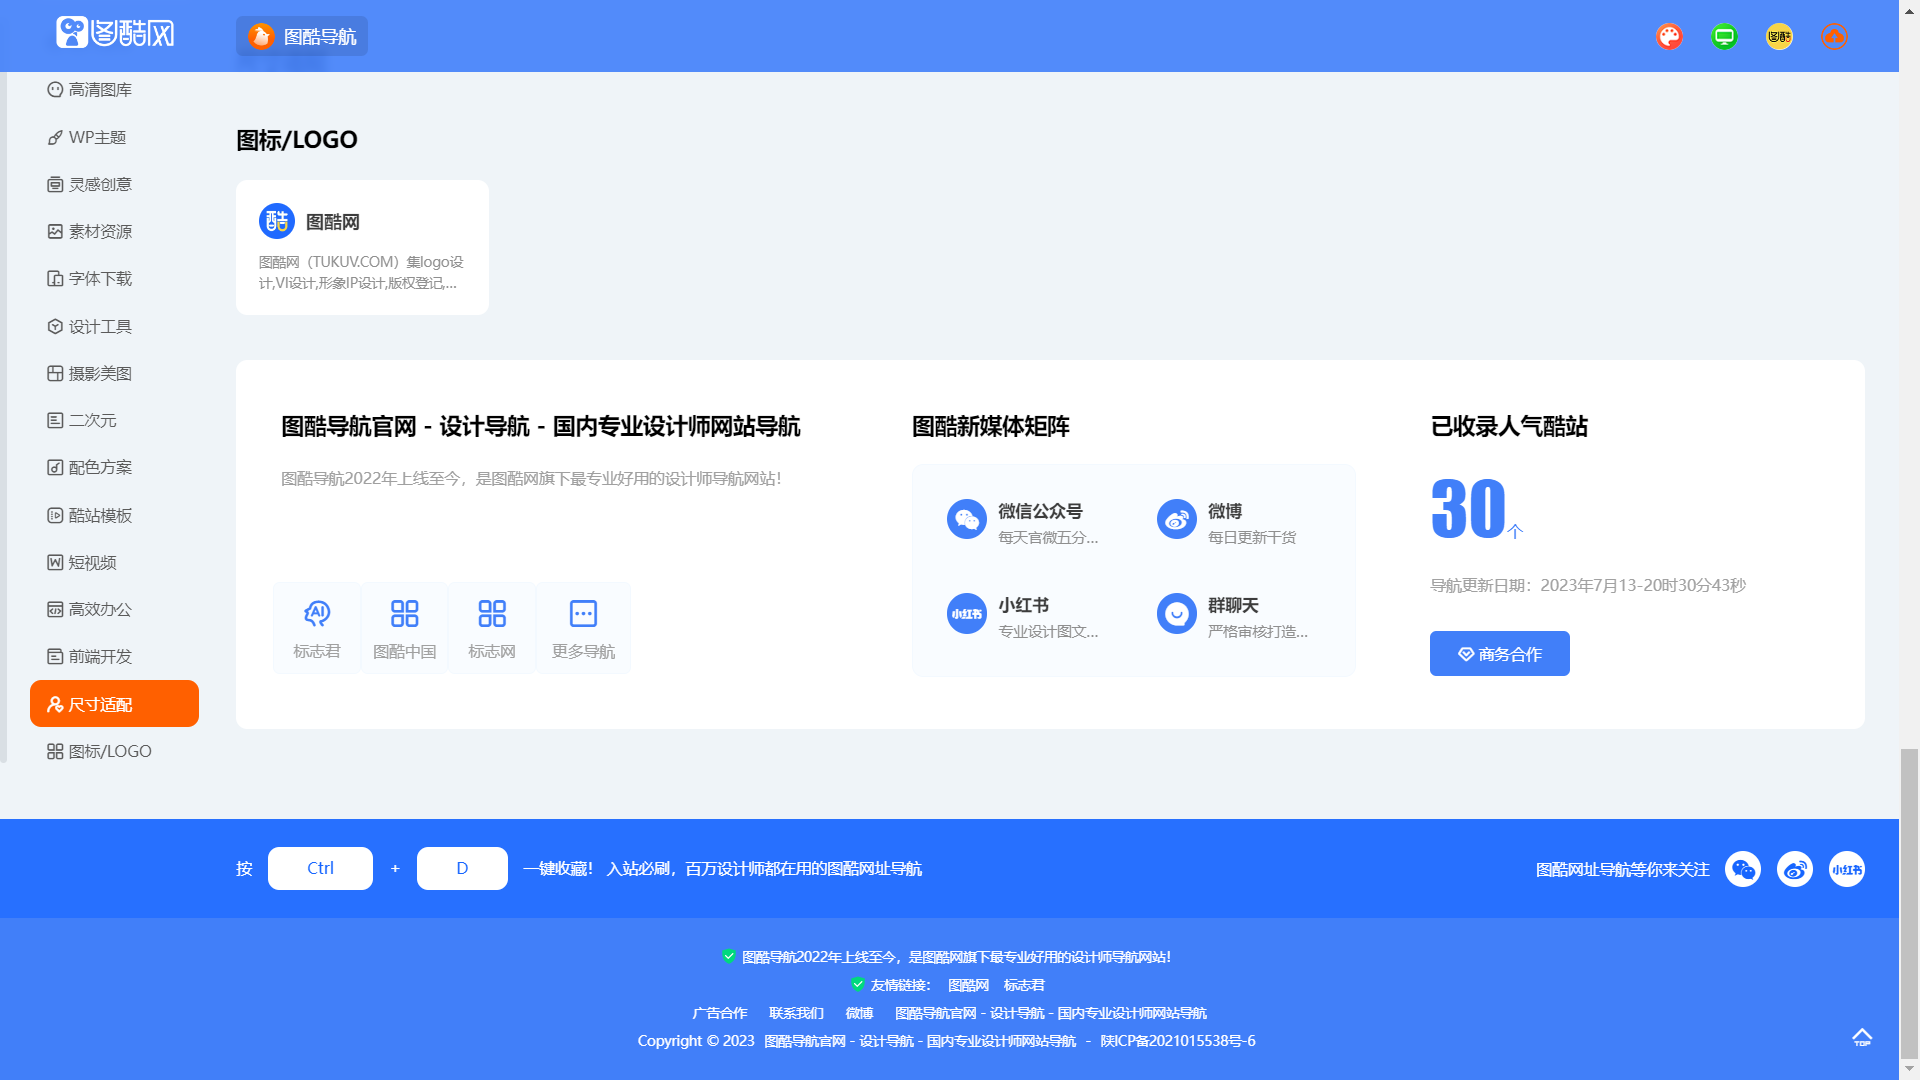 图酷网
图酷导航
图酷
高清图库
WP主题
灵感创意
素材资源
字体下载
设计工具
摄影美图
二次元
配色方案
酷站模板
短视频
高效办公
前端开发
尺寸适配
图标/LOGO
图标/LOGO
酷
图酷网
图酷网（TUKUV.COM）集logo设
计,VI设计,形象IP设计,版权登记,...
图酷导航官网 - 设计导航 - 国内专业设计师网站导航
图酷导航2022年上线至今，是图酷网旗下最专业好用的设计师导航网站！
AI
标志君
图酷中国
标志网
更多导航
图酷新媒体矩阵
微信公众号
每天官微五分...
微博
每日更新干货
小红书
小红书
专业设计图文...
群聊天
严格审核打造...
已收录人气酷站
30个
导航更新日期：2023年7月13-20时30分43秒
商务合作
按 Ctrl + D 一键收藏！ 入站必刷，百万设计师都在用的图酷网址导航
图酷网址导航等你来关注
小红书
图酷导航2022年上线至今，是图酷网旗下最专业好用的设计师导航网站！
友情链接： 图酷网 标志君
广告合作 联系我们 微博 图酷导航官网 - 设计导航 - 国内专业设计师网站导航
Copyright © 2023 图酷导航官网 - 设计导航 - 国内专业设计师网站导航 - 陕ICP备2021015538号-6
TOP